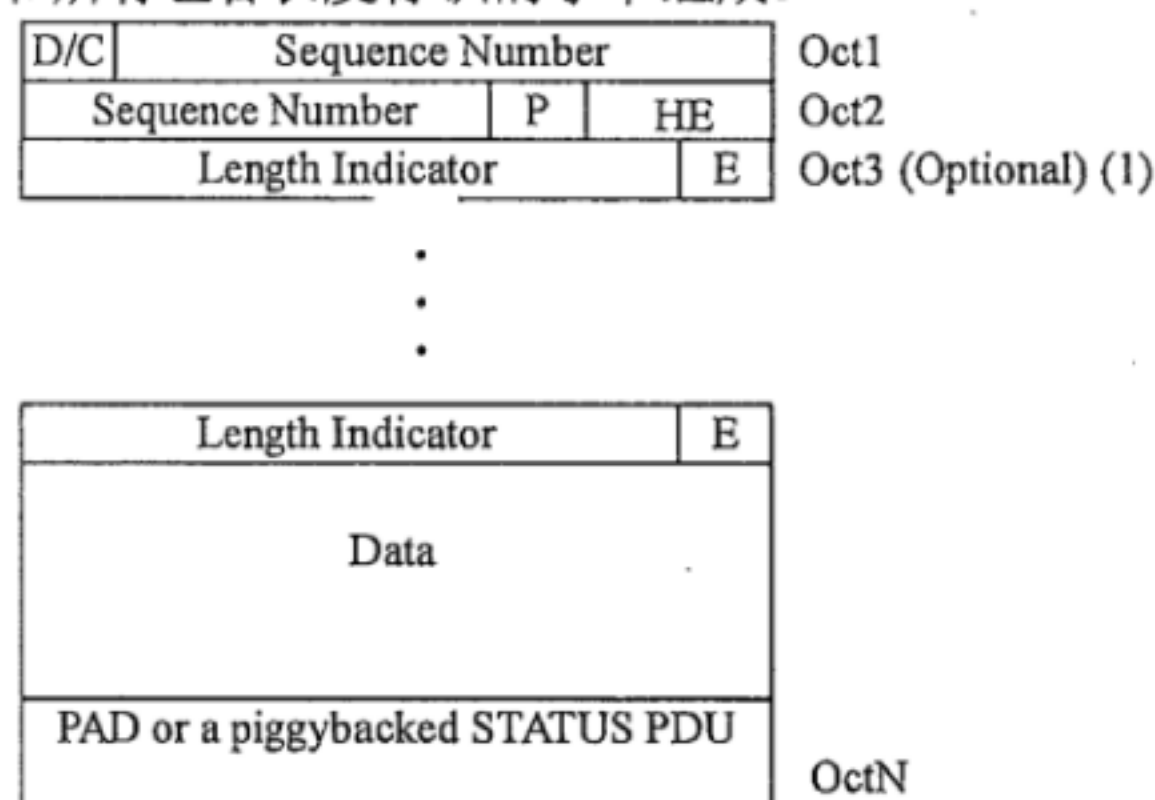 D/C Sequence Number Oct1
Sequence Number P HE Oct2
Length Indicator E Oct3 (Optional) (1)
Length Indicator E
Data
PAD or a piggybacked STATUS PDU
OctN